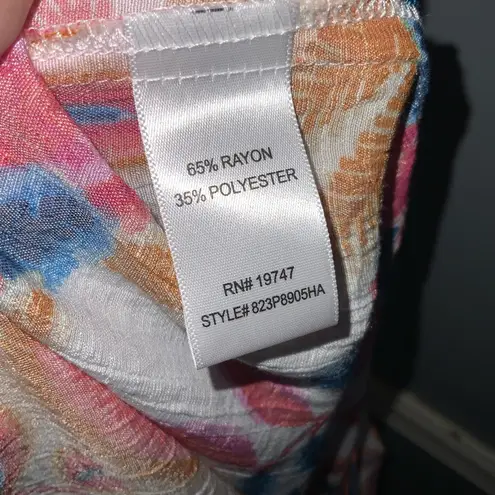 65% RAYON
35% POLYESTER
RN# 19747
STYLE# 823P8905HA